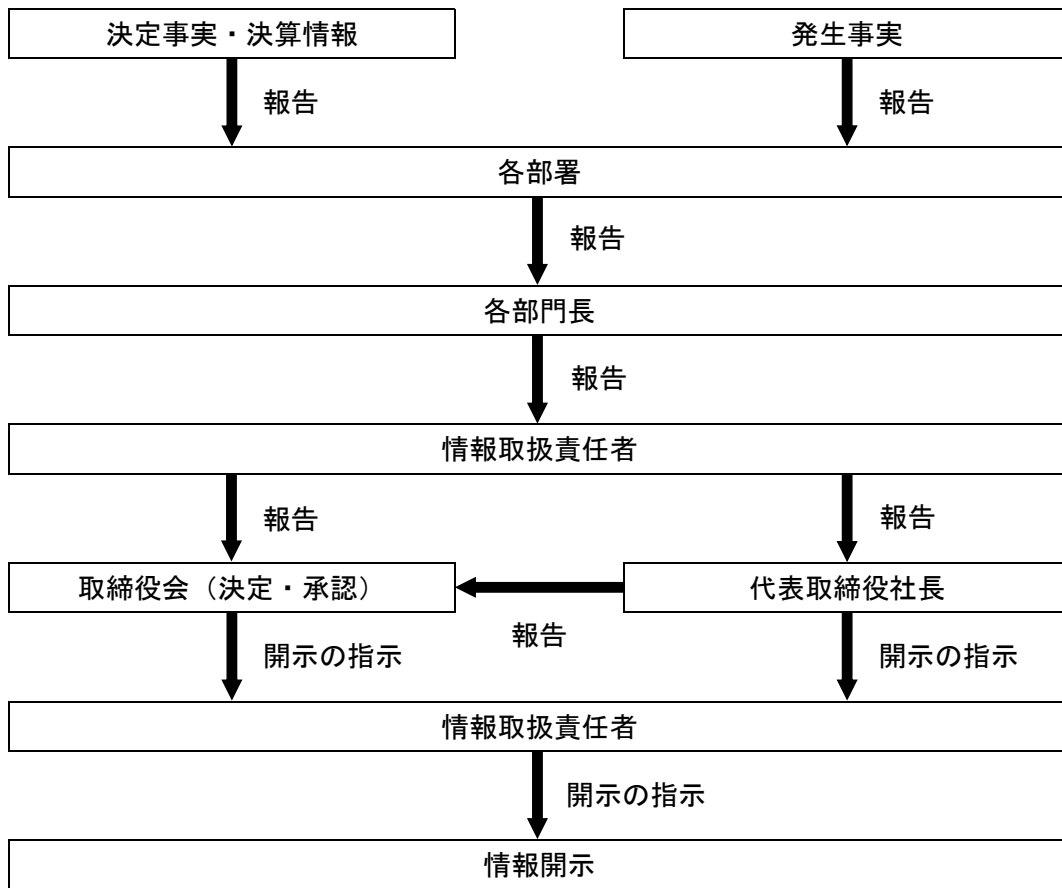 決定事実・決算情報
発生事実
報告
報告
各部署
報告
各部門長
報告
情報取扱責任者
報告
報告
取締役会（決定・承認）
代表取締役社長
報告
開示の指示
開示の指示
情報取扱責任者
開示の指示
情報開示